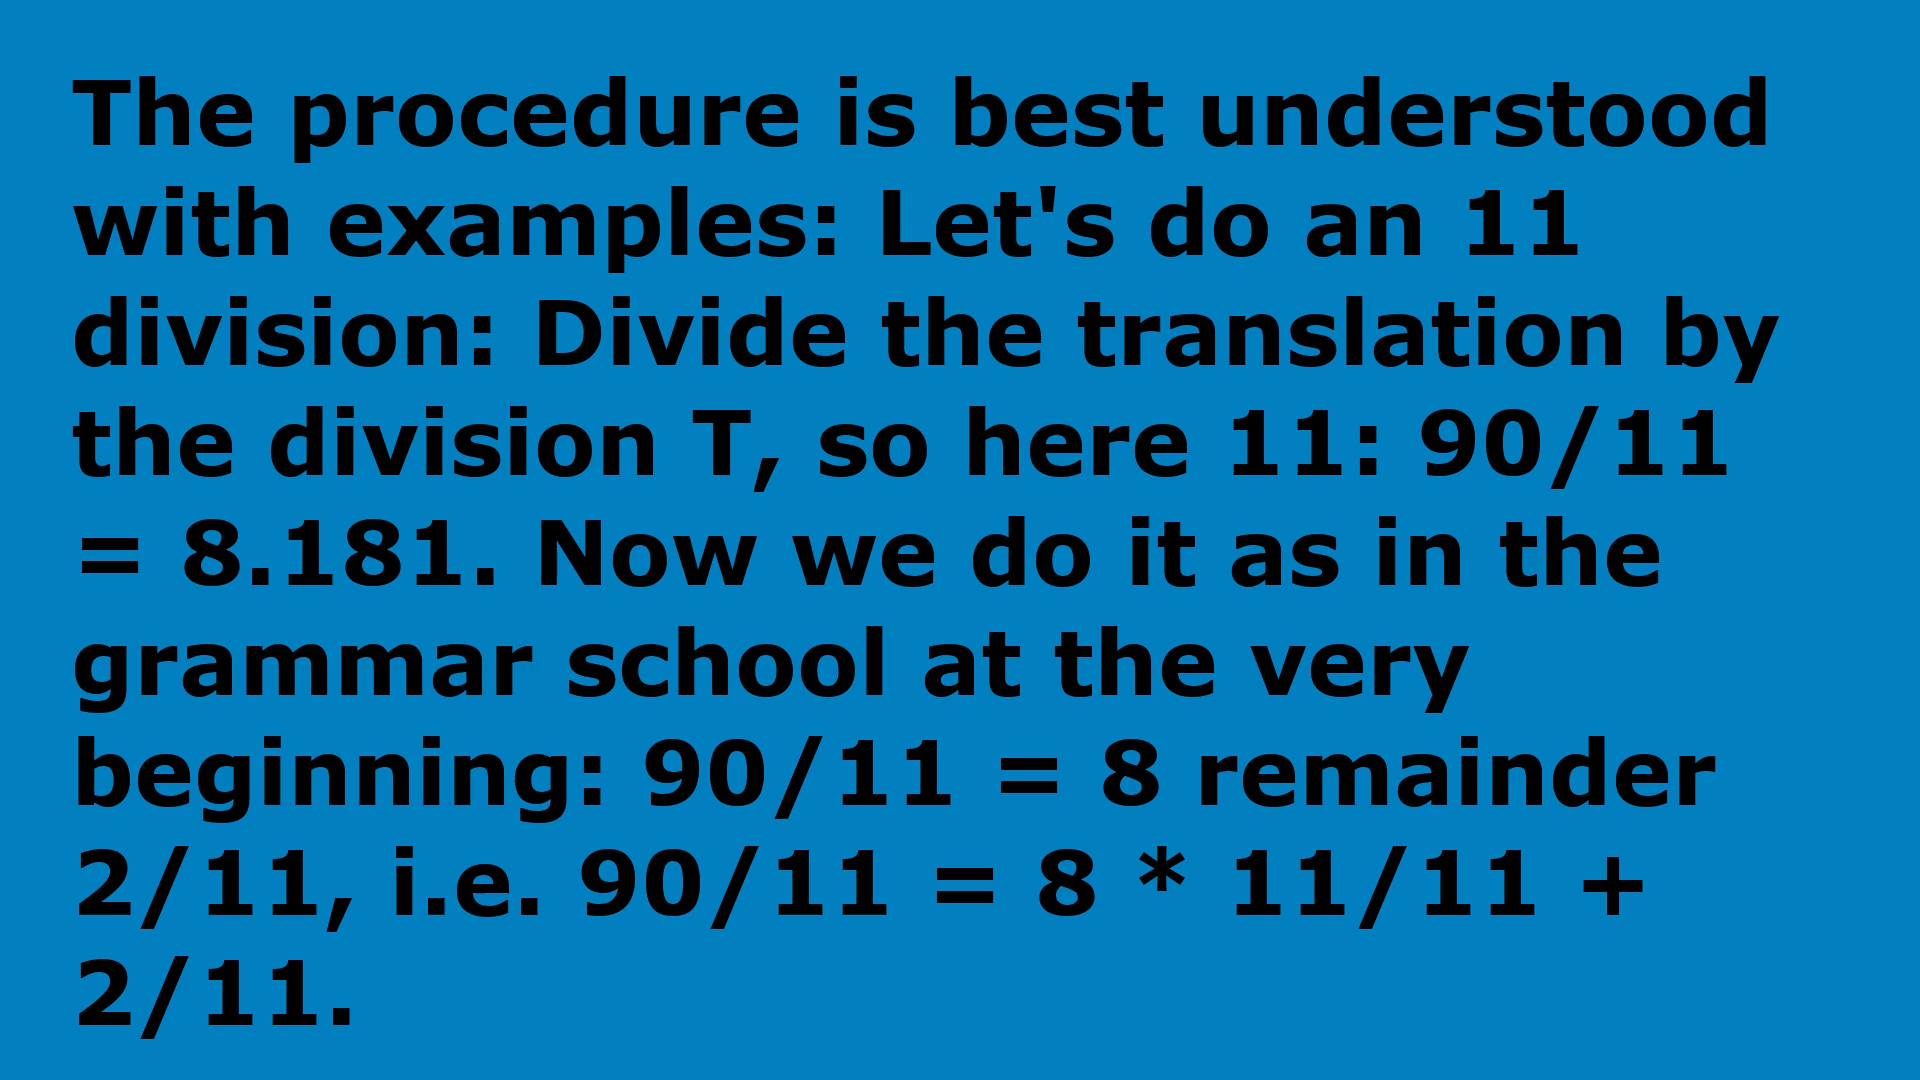 The procedure is best understood
with examples: Let's do an 11
division: Divide the translation by
the division T, so here 11: 90/11
= 8.181. Now we do it as in the
grammar school at the very
beginning: 90/11 = 8 remainder
2/11, i.e. 90/11 = 8 * 11/11 +
2/11.